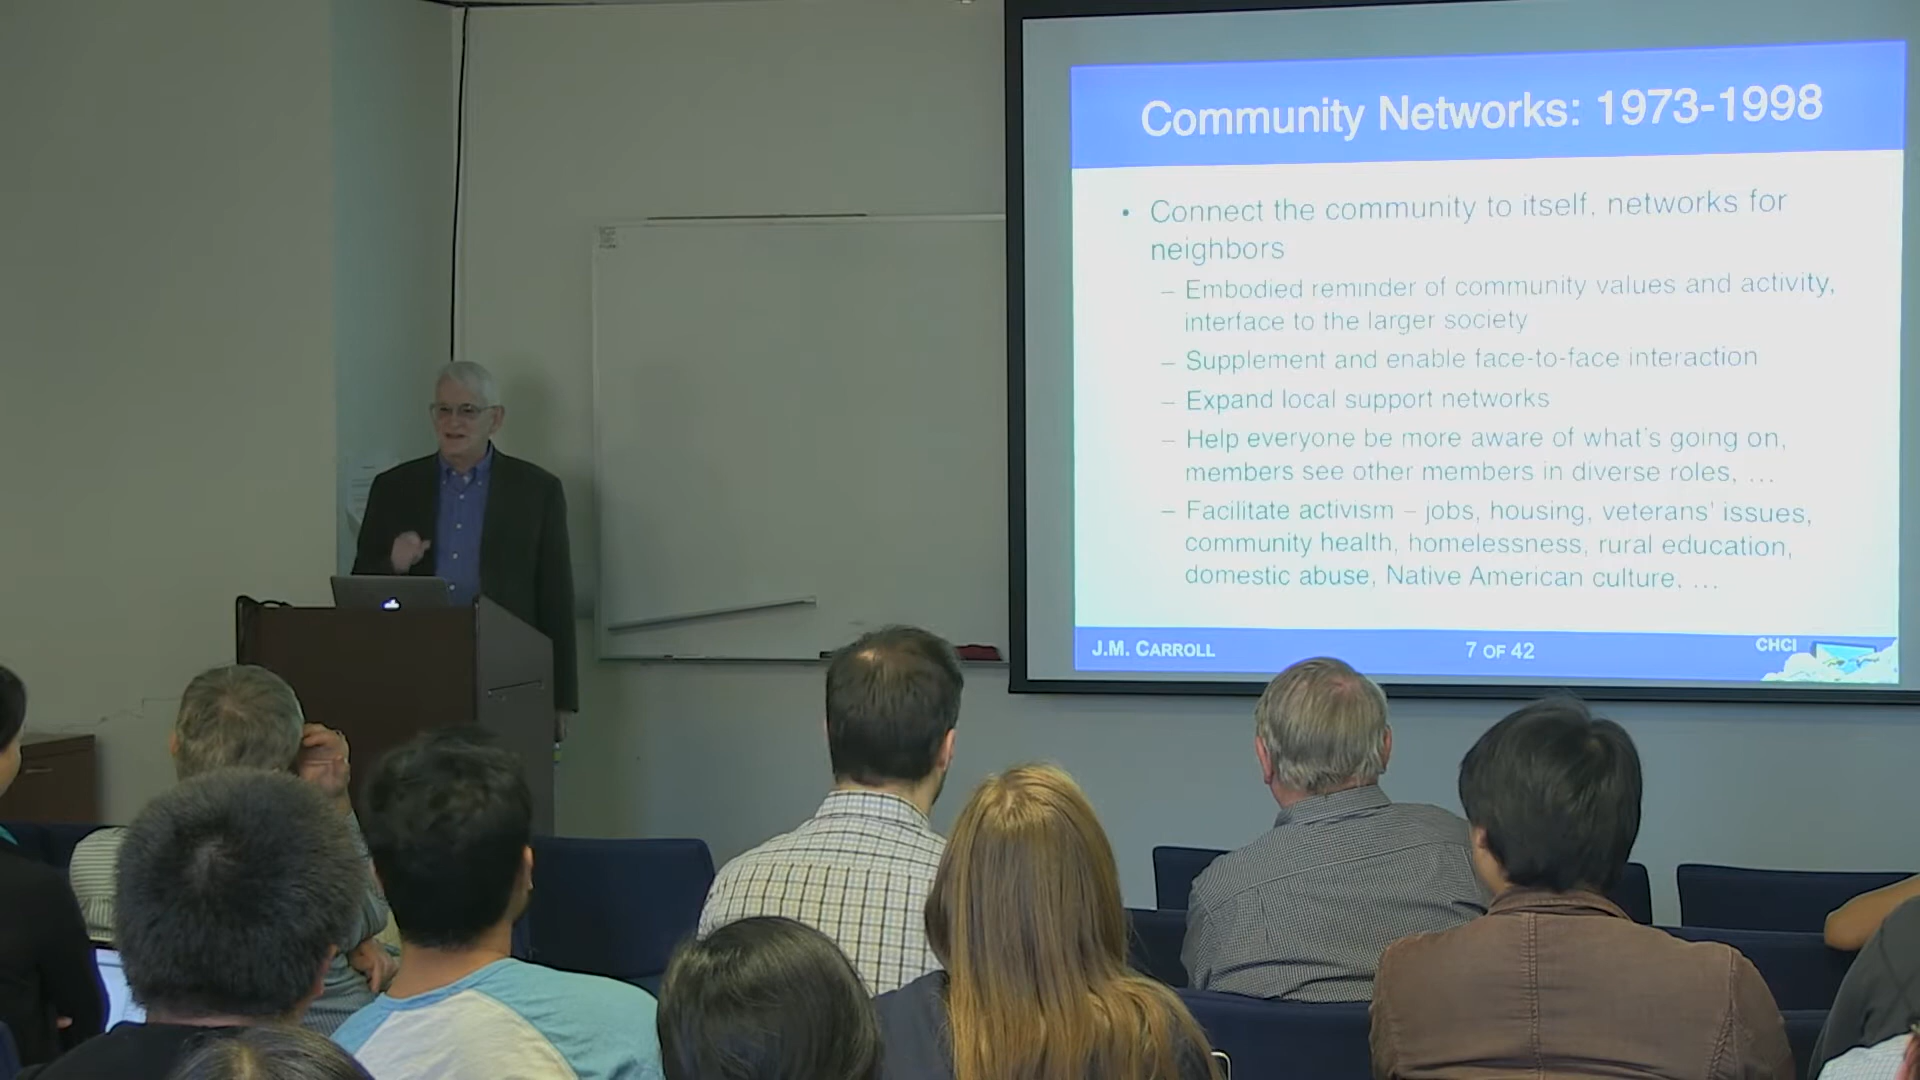 Community Networks: 1973-1998
• Connect the community to itself, networks for
neighbors
– Embodied reminder of community values and activity,
interface to the larger society
– Supplement and enable face-to-face interaction
– Expand local support networks
– Help everyone be more aware of what's going on,
members see other members in diverse roles, …
– Facilitate activism – jobs, housing, veterans' issues,
community health, homelessness, rural education,
domestic abuse, Native American culture, …
J.M. CARROLL
7 OF 42
CHCI